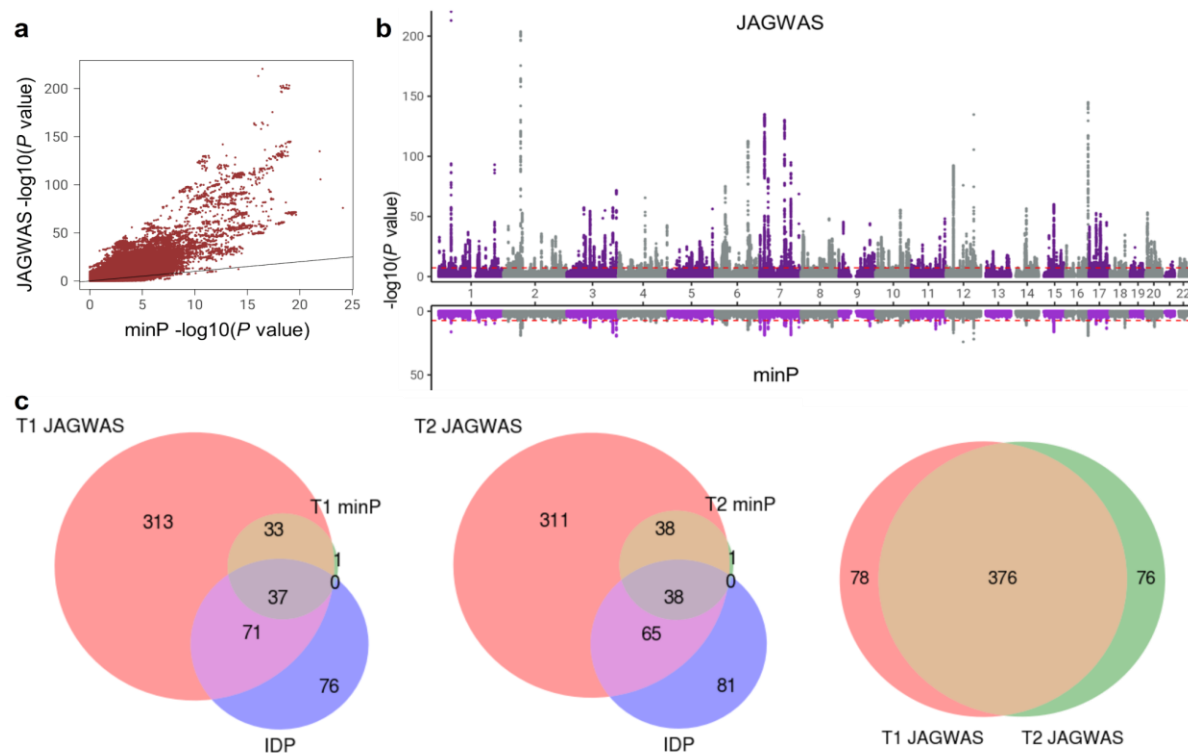 a
JAGWAS -log10(P value)
200
150
100
50
0
0 5 10 15 20 25
minP -log10(P value)
b
JAGWAS
-log10(P value)
200
150
100
50
0
1 2 3 4 5 6 7 8 9 10 11 12 13 14 15 16 17 18 19 20 21 22
0
50
minP
c
T1 JAGWAS
T1 minP
313
33
1
0
37
71
76
IDP
T2 JAGWAS
T2 minP
311
38
1
0
38
65
81
IDP
78
376
76
T1 JAGWAS
T2 JAGWAS